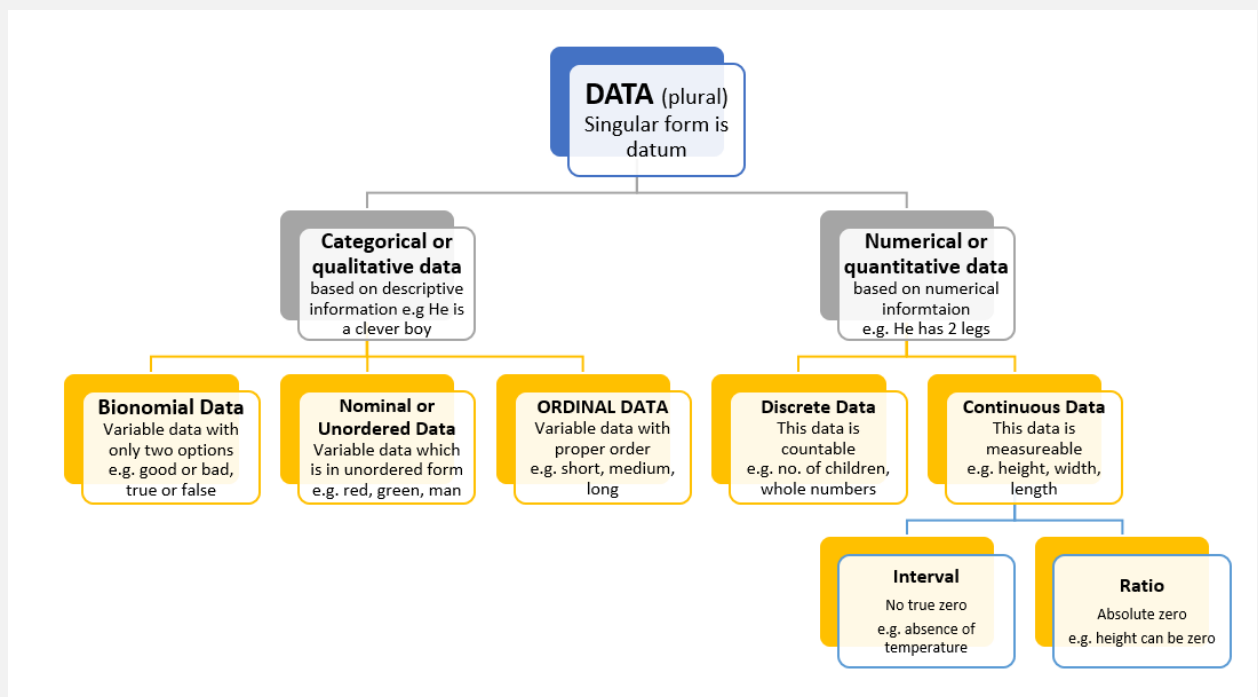 DATA (plural)
Singular form is
datum
Categorical or
qualitative data
based on descriptive
information e.g He is
a clever boy
Numerical or
quantitative data
based on numerical
informtaion
e.g. He has 2 legs
Bionomial Data
Variable data with
only two options
e.g. good or bad,
true or false
Nominal or
Unordered Data
Variable data which
is in unordered form
e.g. red, green, man
ORDINAL DATA
Variable data with
proper order
e.g. short, medium,
long
Discrete Data
This data is
countable
e.g. no. of children,
whole numbers
Continuous Data
This data is
measureable
e.g. height, width,
length
Interval
No true zero
e.g. absence of
temperature
Ratio
Absolute zero
e.g. height can be zero